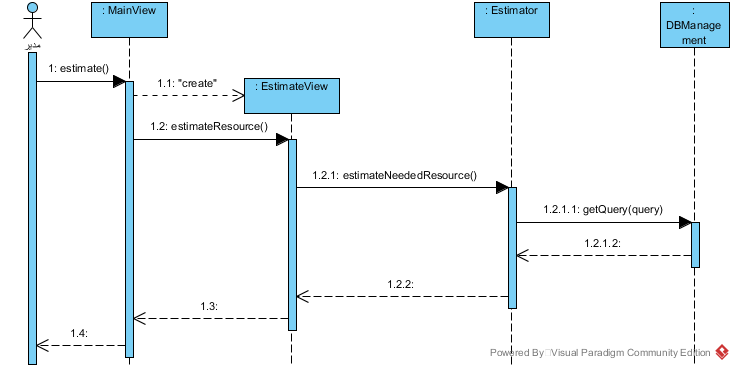 : MainView
: Estimator
:
DBManage
ment
مدیر
1: estimate()
1.1: "create"
: EstimateView
1.2: estimateResource()
1.2.1: estimateNeededResource()
1.2.1.1: getQuery(query)
1.2.1.2:
1.2.2:
1.3:
1.4:
Powered By Visual Paradigm Community Edition